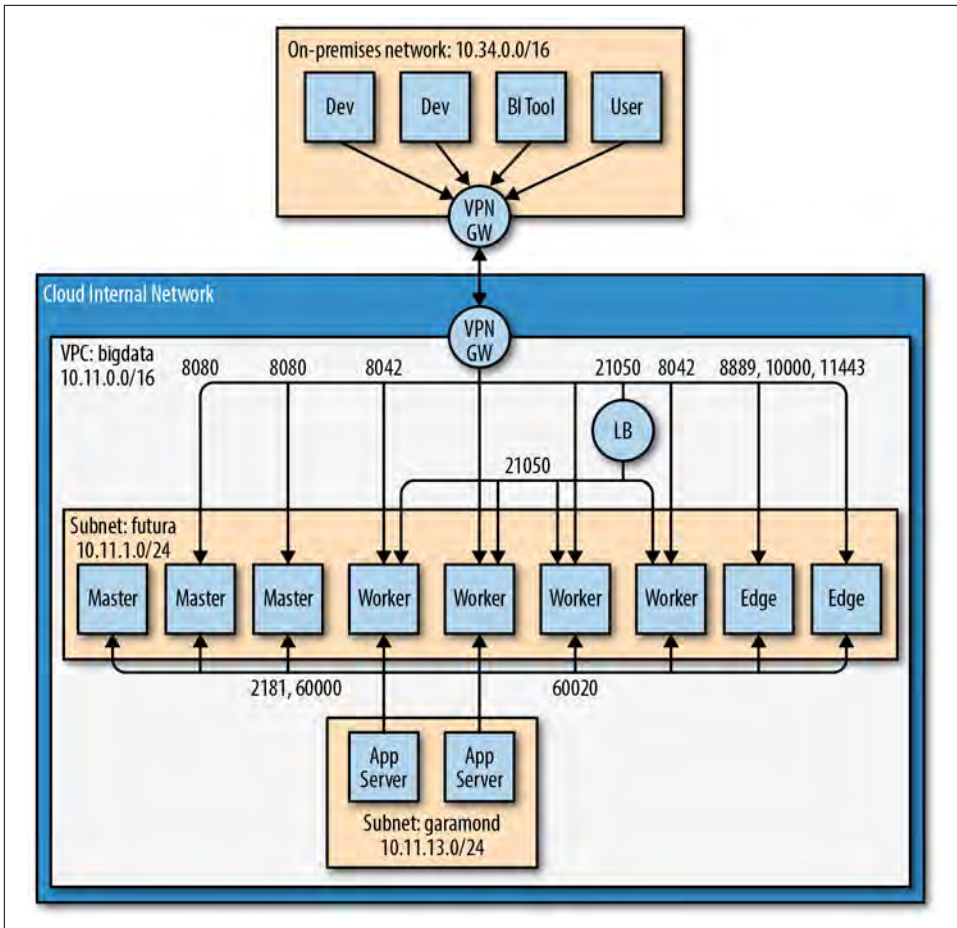 On-premises network: 10.34.0.0/16
Dev
Dev
BI Tool
User
VPN
GW
Cloud Internal Network
VPN
GW
VPC: bigdata
10.11.0.0/16
8080
8080
8042
21050
8042
8889, 10000, 11443
LB
21050
Subnet: futura
10.11.1.0/24
Master
Master
Master
Worker
Worker
Worker
Worker
Edge
Edge
2181, 60000
60020
App
Server
App
Server
Subnet: garamond
10.11.13.0/24